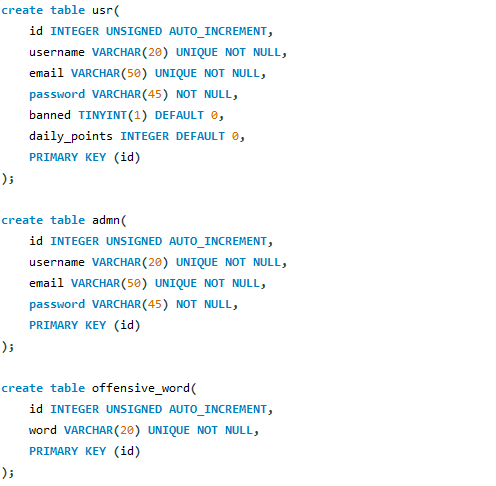 create table usr(
    id INTEGER UNSIGNED AUTO_INCREMENT,
    username VARCHAR(20) UNIQUE NOT NULL,
    email VARCHAR(50) UNIQUE NOT NULL,
    password VARCHAR(45) NOT NULL,
    banned TINYINT(1) DEFAULT 0,
    daily_points INTEGER DEFAULT 0,
    PRIMARY KEY (id)
);

create table admn(
    id INTEGER UNSIGNED AUTO_INCREMENT,
    username VARCHAR(20) UNIQUE NOT NULL,
    email VARCHAR(50) UNIQUE NOT NULL,
    password VARCHAR(45) NOT NULL,
    PRIMARY KEY (id)
);

create table offensive_word(
    id INTEGER UNSIGNED AUTO_INCREMENT,
    word VARCHAR(20) UNIQUE NOT NULL,
    PRIMARY KEY (id)
);